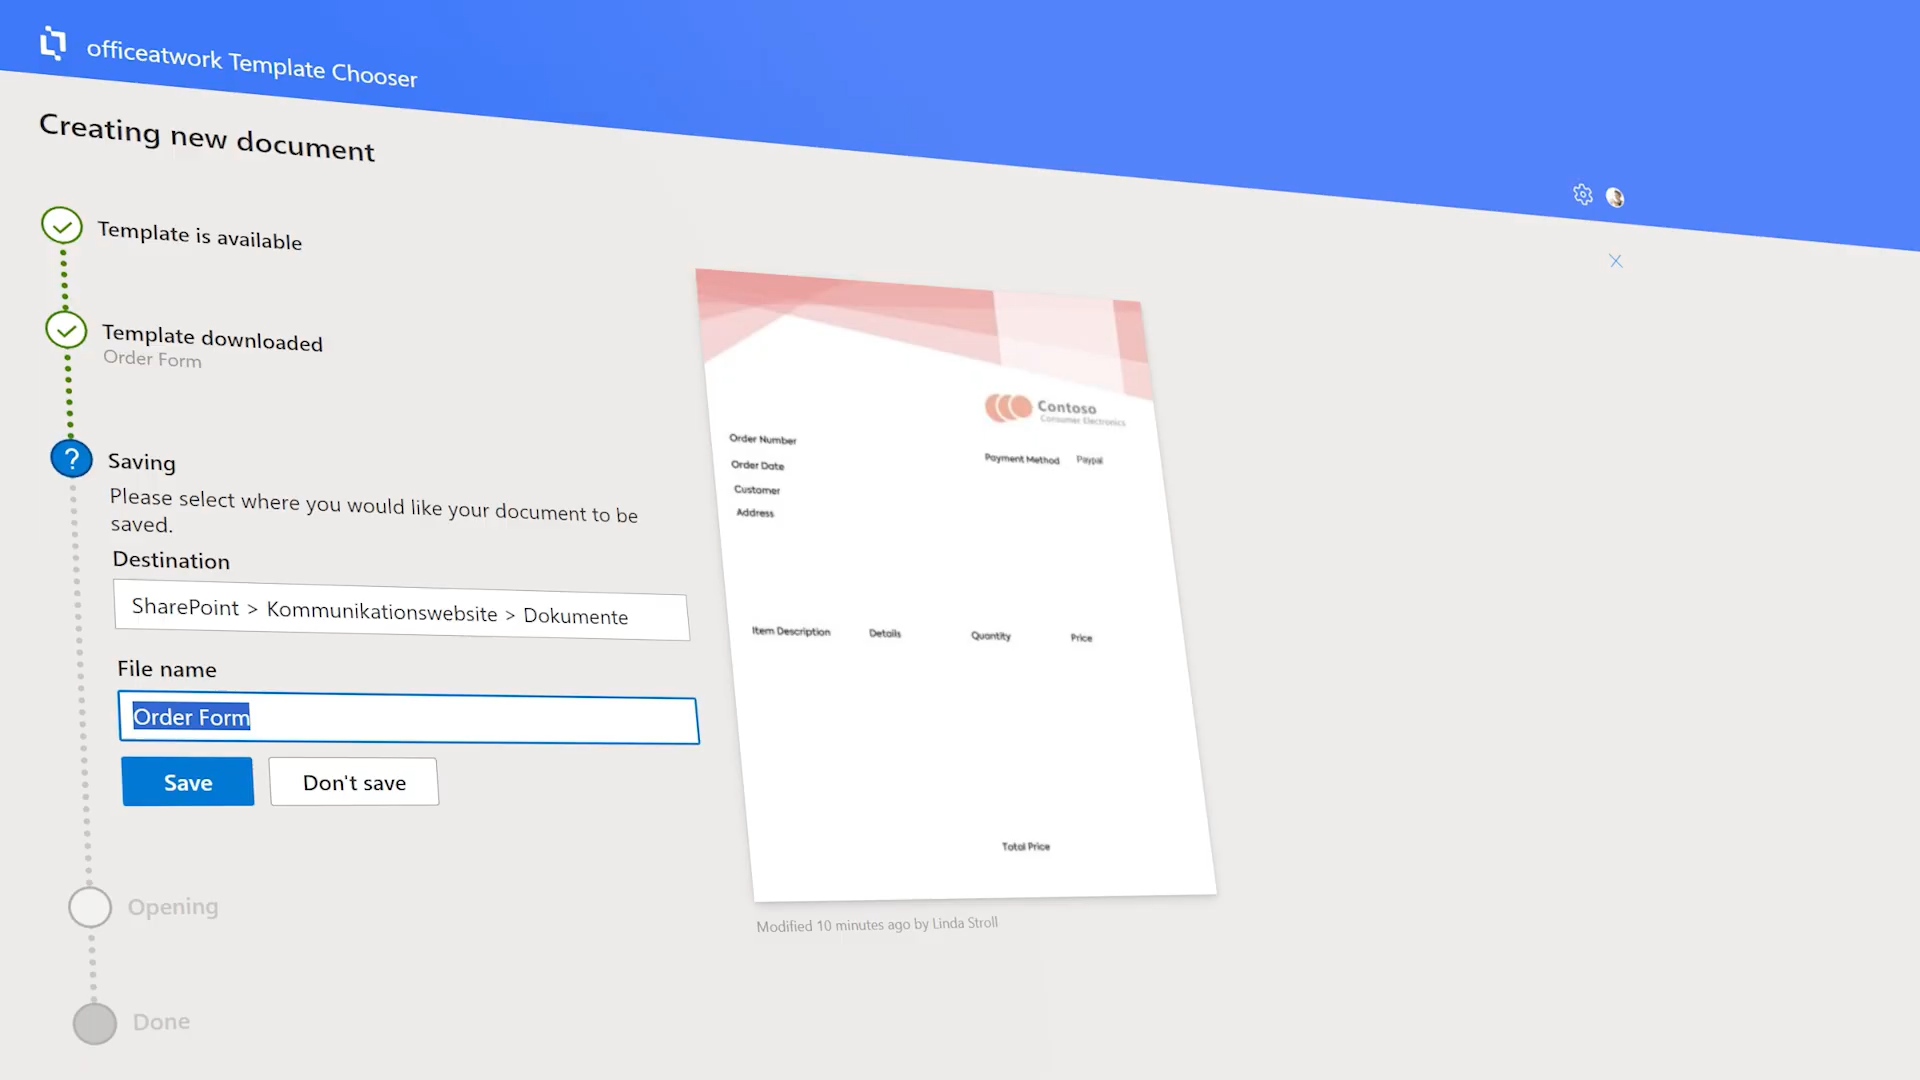 officeatwork Template Chooser
Creating new document
Template is available
Template downloaded
Order Form
?
Saving
Please select where you would like your document to be
saved.
Destination
SharePoint > Kommunikationswebsite > Dokumente
File name
Order Form
Save
Don't save
Opening
Done
Contoso
Consumer Electronics
Order Number
Order Date
Customer
Address
Payment Method Paypal
Item Description Details Quantity Price
Total Price
Modified 10 minutes ago by Linda Stroll